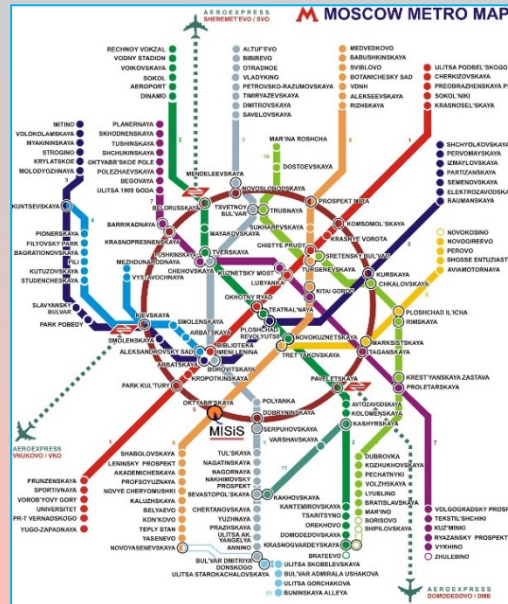 MOSCOW METRO MAP
AEROEXPRESS
SHEREMET'EVO / SVO
RECHNOY VOKZAL
VODNY STADION
VOIKOVSKAYA
SOKOL
AEROPORT
DINAMO
ALTUF'EVO
BIBIREVO
OTRADNOE
VLADYKINO
PETROVSKO-RAZUMOVSKAYA
TIMIRYAZEVSKAYA
DMITROVSKAYA
SAVELOVSKAYA
MEDVEDKOVO
BABUSHKINSKAYA
SVIBLOVO
BOTANICHESKY SAD
VDNH
ALEKSEEVSKAYA
RIZHSKAYA
ULITSA PODBEL'SKOGO
CHERKIZOVSKAYA
PREOBRAZHENSKAYA P
SOKOL'NIKI
KRASNOSEL'SKAYA
MITINO
VOLOKOLAMSKAYA
MYAKININSKAYA
STROGINO
KRYLATSKOE
MOLODYOZHNAYA
PLANERNAYA
SKHODNENSKAYA
TUSHINSKAYA
SHCHUKINSKAYA
OKTYABR'SKOE POLE
POLEZHAEVSKAYA
BEGOVAYA
ULITSA 1905 GODA
MAR'INA ROSHCHA
DOSTOEVSKAYA
SHCHYOLKOVSKAYA
PERVOMAYSKAYA
IZMAYLOVSKAYA
PARTIZANSKAYA
SEMENOVSKAYA
ELEKTROZAVODSKAYA
BAUMANSKAYA
MENDELEEVSKAYA
NOVOSLOBODSKAYA
PROSPEKT MIRA
KUNTSEVSKAYA
BELORUSSKAYA
TSVETNOY
BUL'VAR
TRUBNAYA
KOMSONOL'SKAYA
NOVOKOSINO
NOVOGIREEVO
PEROVO
SHOSSE ENTUZIASTOV
AVIAMOTORNAYA
PIONERSKAYA
FILYOVSKY PARK
BAGRATIONOVSKAYA
FILI
KUTUZOVSKAYA
STUDENCHESKAYA
BARRIKADNAYA
KRASNOPRESNENSKAYA
MAYAKOVSKAYA
SUKHAREVSKAYA
CHISTYE PRUDY
KRASNYE VOROTA
PUSHKINSKAYA
TVERSKAYA
CHEHOVSKAYA
KUZNETSKY MOST
SRETENSKY BUL'VAR
TURGENEVSKAYA
KURSKAYA
CHKALOVSKAYA
MEZHDUNARODNAYA
VYSTAVOCHNAYA
LUBYANKA
KITAI GOROD
OKHOTNY RYAD
TEATRAL'NAYA
PLOSHCHAD
REVOLYUTSII
PLOSHCHAD IL'ICHA
RIMSKAYA
SLAVYANSKY
BULVAR
PARK POBEDY
KIEVSKAYA
SMOLENSKAYA
SMOLENSKAYA
ARBATSKAYA
ALEKSANDROVSKY SAD
ARBATSKAYA
BIBLIOTEKA
IMENI LENINA
BOROVITSKAYA
KROPOTKINSKAYA
NOVOKUZNETSKAYA
TRET'YAKOVSKAYA
MARKSISTSKAYA
TAGANSKAYA
PARK KUL'TURY
OKTYABR'SKAYA
MISiS
POLYANKA
DOBRYNINSKAYA
SERPUHOVSKAYA
PAVELETSKAYA
KREST'YANSKAYA ZASTAVA
PROLETARSKAYA
AVTOZAVODSKAYA
KOLOMENSKAYA
KASHYRSKAYA
VARSHAVSKAYA
AEROEXPRESS
VNUKOVO / VKO
SHABOLOVSKAYA
LENINSKY PROSPEKT
AKADEMICHESKAYA
PROFSOYUZNAYA
NOVYE CHERYOMUSHKI
KALUZHSKAYA
BELYAEVO
KON'KOVO
TEPLY STAN
YASENEVO
NOVOYASENEVSKAYA
TUL'SKAYA
NAGATINSKAYA
NAGORNAYA
NAKHIMOVSKY
PROSPEKT
SEVASTOPOL'SKAYA
KAKHOVSKAYA
CHERTANOVSKAYA
YUZHNAYA
PRAZHSKAYA
ULITSA AK.
YANGELYA
ANNINO
BUL'VAR DMITRIYA
DONSKOGO
ULITSA STAROKACHALOVSKAYA
FRUNZENSKAYA
SPORTIVNAYA
VOROB'YOVY GORY
UNIVERSITET
PR-T VERNADSKOGO
YUGO-ZAPADNAYA
DUBROVKA
KOZHUKHOVSKAYA
PECHATNYKI
VOLZHSKAYA
LYUBLINO
BRATISLAVSKAYA
MAR'INO
BORISOVO
SHIPILOVSKAYA
KANTEMIROVSKAYA
TSARITSYNO
OREKHOVO
DOMODEDOVSKAYA
KRASNOGVARDEYSKAYA
BRATEEVO
ULITSA SKOBELEVSKAYA
BUL'VAR ADMIRALA USHAKOVA
ULITSA GORCHAKOVA
BUNINSKAYA ALLEYA
VOLGOGRADSKY PROSPEKT
TEKSTIL'SHCHIKI
KUZ'MINKI
RYAZANSKY PROSPEKT
VYKHINO
ZHULEBINO
AEROEXPRESS
DOMODEDOVO / DME